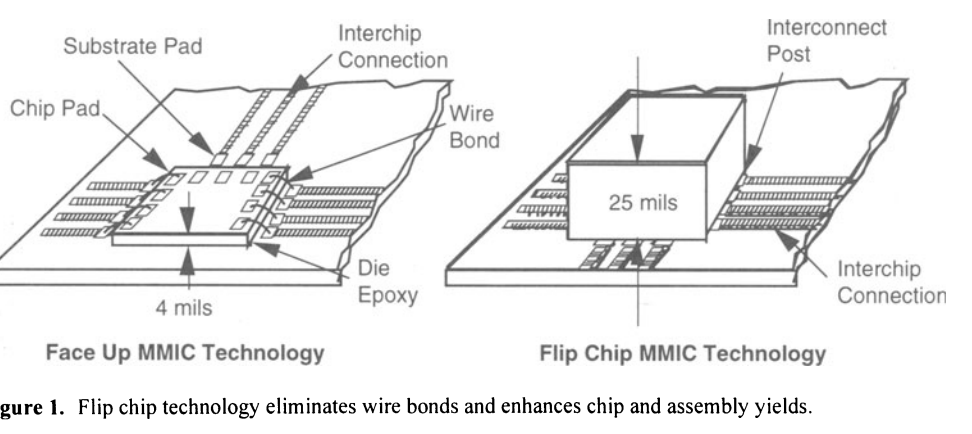 Substrate Pad
Interchip
Connection
Chip Pad
Wire
Bond
Die
Epoxy
4 mils
Face Up MMIC Technology
Interconnect
Post
25 mils
Interchip
Connection
Flip Chip MMIC Technology
gure 1. Flip chip technology eliminates wire bonds and enhances chip and assembly yields.